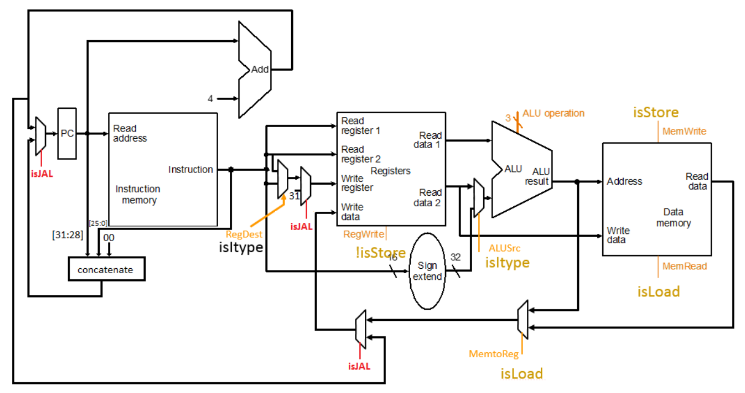 Add
4
PC
isJAL
Read
address
Instruction
Instruction
memory
[31:28]
[25:0]
00
concatenate
Read
register 1
Read
register 2
Write
register
Write
data
Registers
Read
data 1
Read
data 2
31
isJAL
RegDest
isItype
RegWrite
!isStore
16
Sign
extend
32
3
ALU operation
ALU
ALU
result
ALUSrc
isItype
isStore
MemWrite
Address
Read
data
Write
data
Data
memory
MemRead
isLoad
isJAL
MemtoReg
isLoad